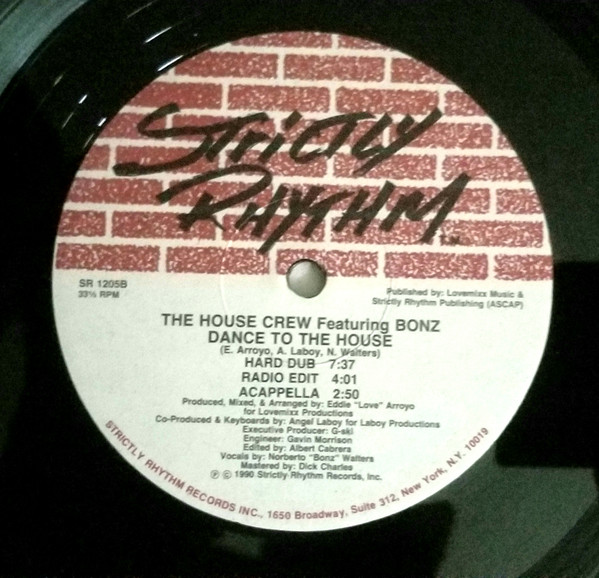 STRICTLY
RHYTHM T.M.
SR 1205B
33⅓ RPM
Published by: Lovemixx Music &
Strictly Rhythm Publishing (ASCAP)
THE HOUSE CREW Featuring BONZ
DANCE TO THE HOUSE
(E. Arroyo, A. Laboy, N. Walters)
HARD DUB 7:37
RADIO EDIT 4:01
ACAPPELLA 2:50
Produced, Mixed, & Arranged by: Eddie "Love" Arroyo
for Lovemixx Productions
Co-Produced & Keyboards by: Angel Laboy for Laboy Productions
Executive Producer: G-ski
Engineer: Gavin Morrison
Edited by: Albert Cabrera
Vocals by: Norberto "Bonz" Walters
Mastered by: Dick Charles
℗ © 1990 Strictly Rhythm Records, Inc.
STRICTLY RHYTHM RECORDS INC., 1650 Broadway, Suite 312, New York, N.Y. 10019